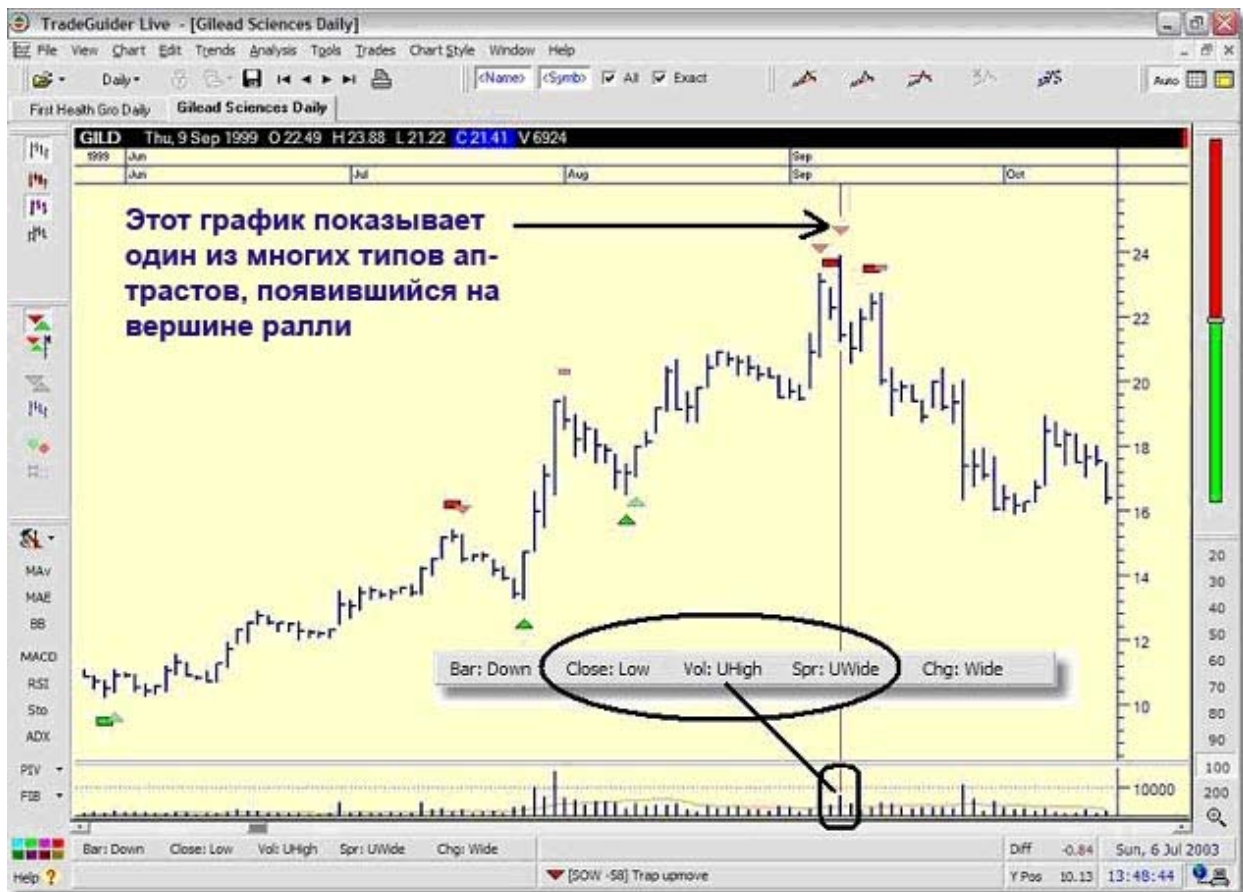 TradeGuider Live - [Gilead Sciences Daily]
File View Chart Edit Trends Analysis Tools Trades Chart Style Window Help
Daily <Name> <Symb> All Exact Auto
First Health Gro Daily Gilead Sciences Daily
GILD Thu, 9 Sep 1999 O 22.49 H 23.88 L 21.22 C 21.41 V 6924
1999 Jun Sep
Jun Jul Aug Sep Oct
Этот график показывает
один из многих типов ап-
трастов, появившийся на
вершине ралли
24
22
20
18
16
14
12
10
10000
Bar: Down Close: Low Vol: UHigh Spr: UWide Chg: Wide
MAv
MAE
BB
MACD
RSI
Sto
ADX
PIV
FIB
20
30
40
50
60
70
80
90
100
200
Bar: Down Close: Low Vol: UHigh Spr: UWide Chg: Wide Diff -0.84 Sun, 6 Jul 2003
Help ? [SOW -58] Trap upmove Y Pos 10.13 13:48:44